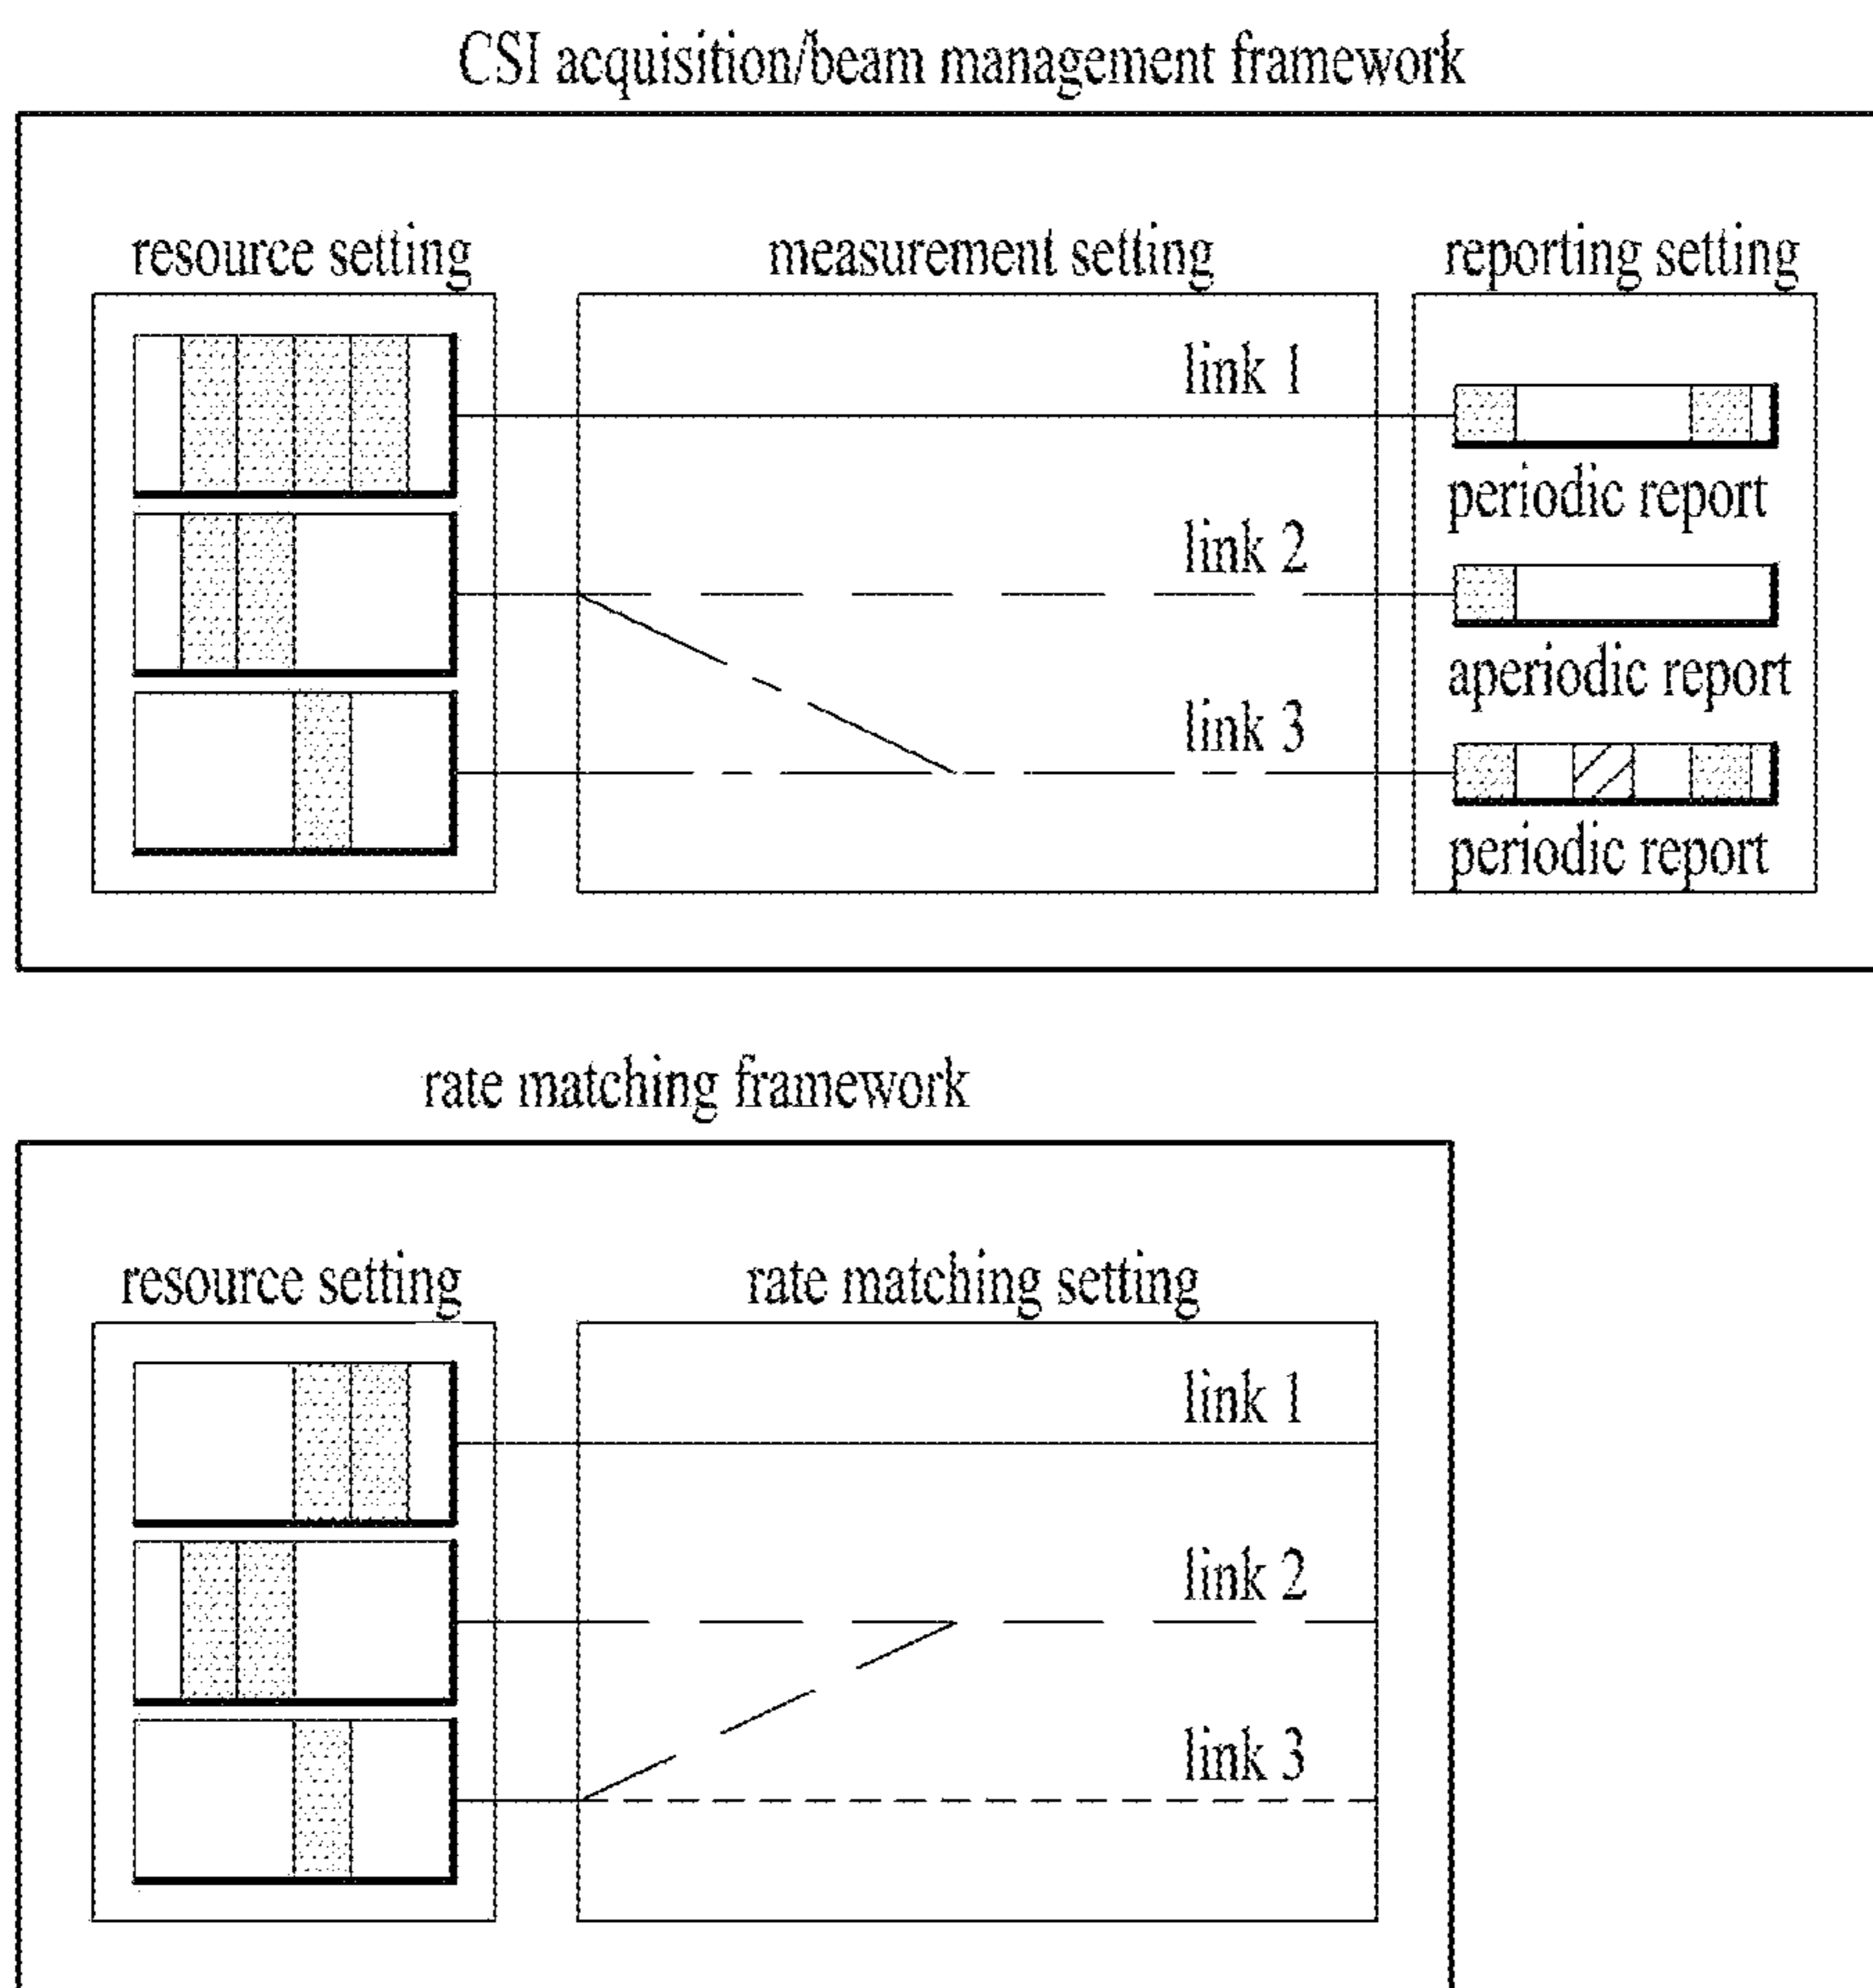 CSI acquisition/beam management framework
resource setting
measurement setting
reporting setting
link 1
periodic report
link 2
aperiodic report
link 3
periodic report
rate matching framework
resource setting
rate matching setting
link 1
link 2
link 3